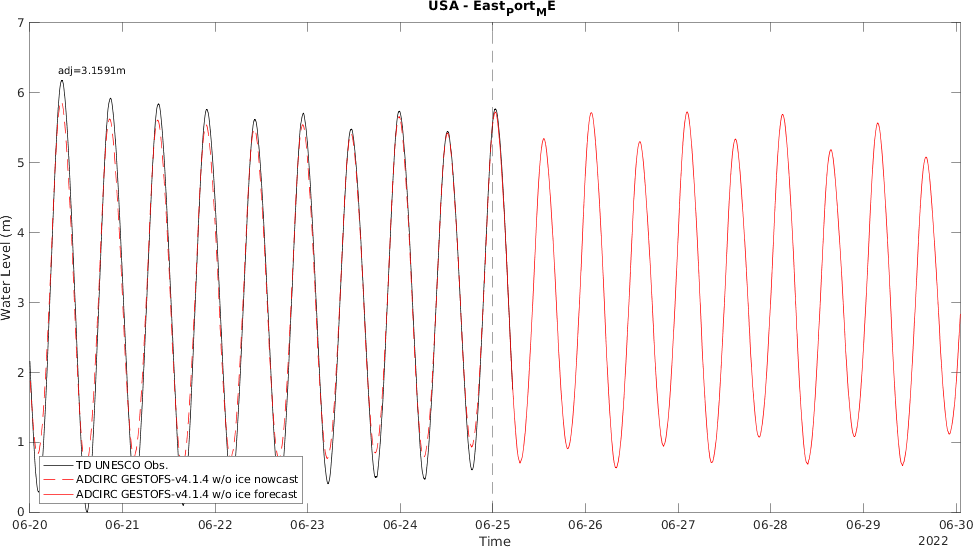 USA - EastPortME
7
adj=3.1591m
6
5
4
3
2
1
0
Water Level (m)
TD UNESCO Obs.
ADCIRC GESTOFS-v4.1.4 w/o ice nowcast
ADCIRC GESTOFS-v4.1.4 w/o ice forecast
06-20 06-21 06-22 06-23 06-24 06-25 06-26 06-27 06-28 06-29 06-30
Time
2022